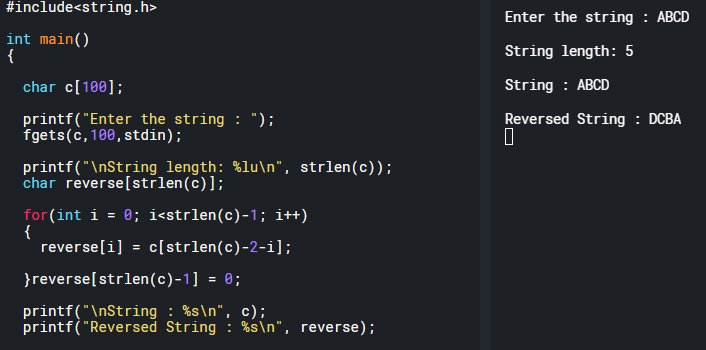 #include<string.h>
int main()
{
char c[100];
printf("Enter the string : ");
fgets(c,100,stdin);
printf("\nString length: %lu\n", strlen(c));
char reverse[strlen(c)];
for(int i = 0; i<strlen(c)-1; i++)
{
reverse[i] = c[strlen(c)-2-i];
}reverse[strlen(c)-1] = 0;
printf("\nString : %s\n", c);
printf("Reversed String : %s\n", reverse);
Enter the string : ABCD
String length: 5
String : ABCD
Reversed String : DCBA